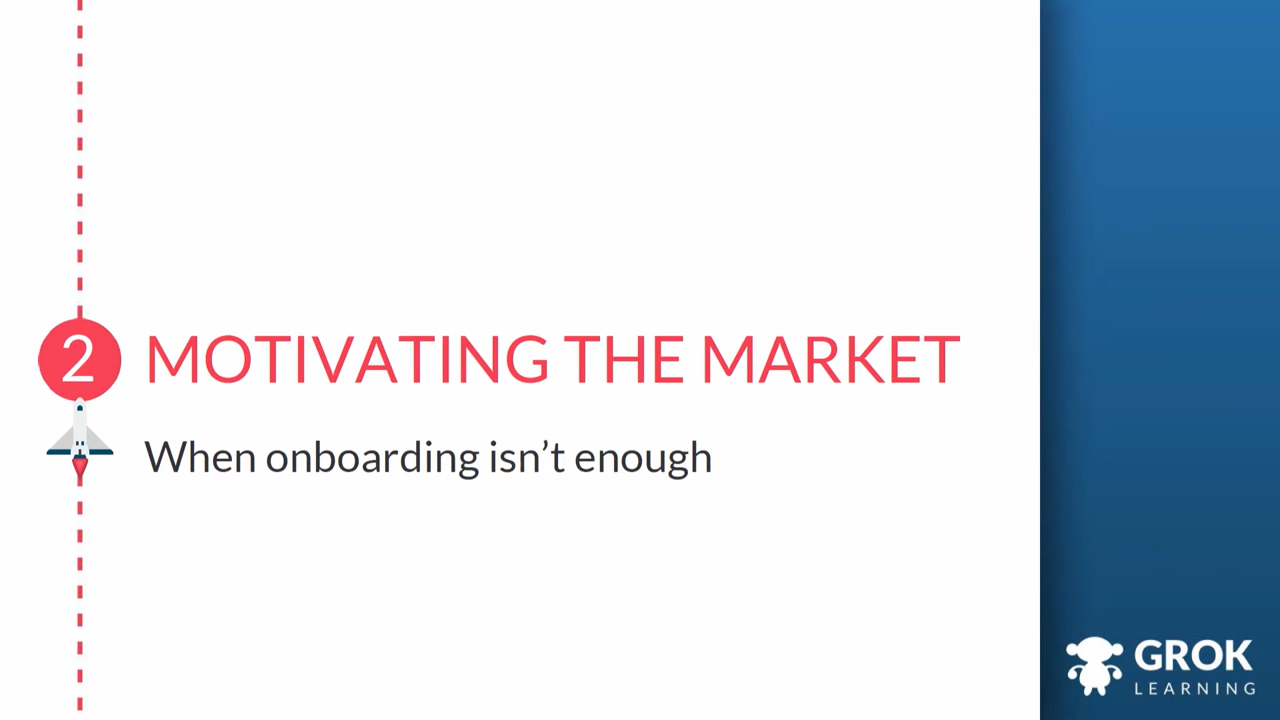 2 MOTIVATING THE MARKET
When onboarding isn’t enough
GROK
LEARNING